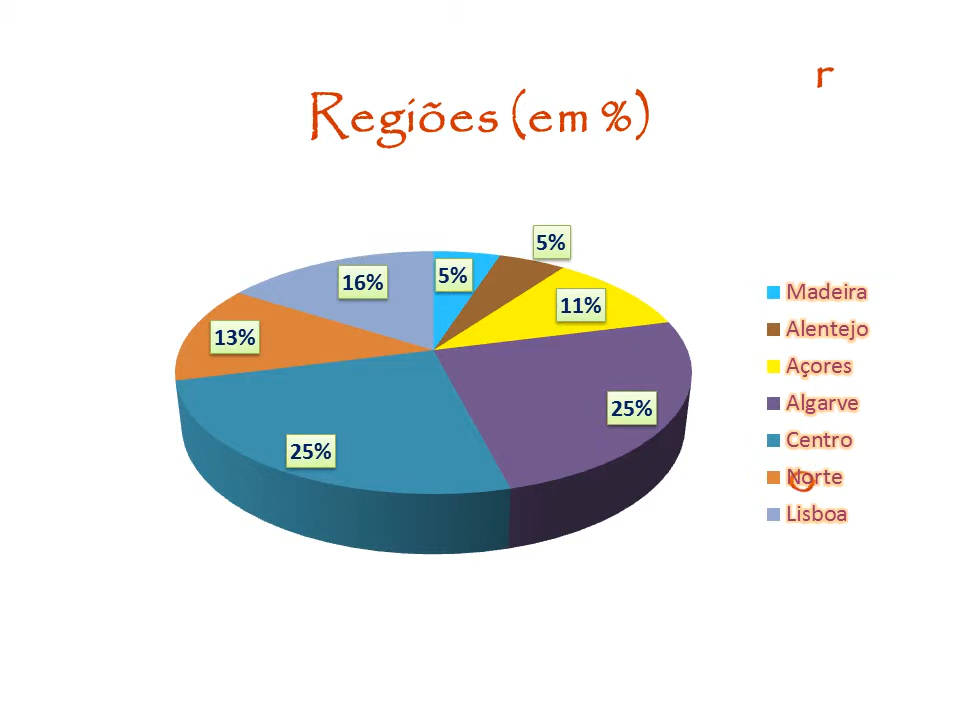 r
Regiões (em %)
5%
5%
11%
25%
25%
13%
16%
Madeira
Alentejo
Açores
Algarve
Centro
Norte
Lisboa